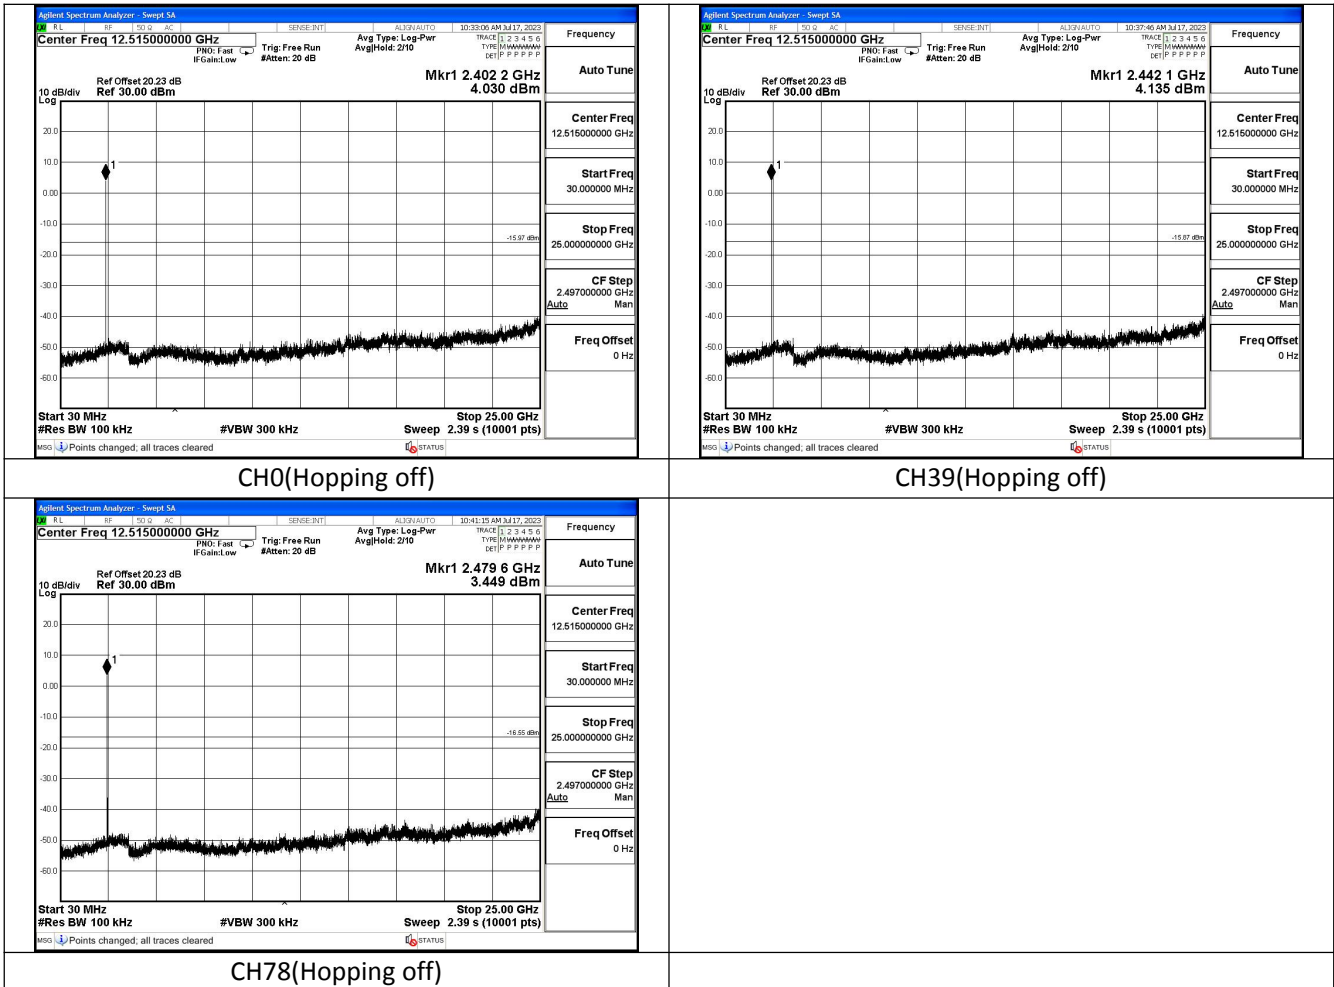 Agilent Spectrum Analyzer - Swept SA
RL RF 50 Ω AC SENSE:INT ALIGN AUTO 10:33:06 AM Jul 17, 2023
Center Freq 12.515000000 GHz
PNO: Fast
IFGain:Low
Trig: Free Run
#Atten: 20 dB
Avg Type: Log-Pwr
Avg|Hold: 2/10
TRACE 1 2 3 4 5 6
TYPE M
DET P P P P P P
Frequency
Mkr1 2.402 2 GHz
4.030 dBm
Ref Offset 20.23 dB
10 dB/div Ref 30.00 dBm
Log
20.0
10.0
0.00
-10.0
-20.0
-30.0
-40.0
-50.0
-60.0
1
-15.97 dBm
Auto Tune
Center Freq
12.515000000 GHz
Start Freq
30.000000 MHz
Stop Freq
25.000000000 GHz
CF Step
2.497000000 GHz
Auto Man
Freq Offset
0 Hz
Start 30 MHz Stop 25.00 GHz
#Res BW 100 kHz #VBW 300 kHz Sweep 2.39 s (10001 pts)
MSG Points changed; all traces cleared STATUS
CH0(Hopping off)
Agilent Spectrum Analyzer - Swept SA
RL RF 50 Ω AC SENSE:INT ALIGN AUTO 10:37:46 AM Jul 17, 2023
Center Freq 12.515000000 GHz
PNO: Fast
IFGain:Low
Trig: Free Run
#Atten: 20 dB
Avg Type: Log-Pwr
Avg|Hold: 2/10
TRACE 1 2 3 4 5 6
TYPE M
DET P P P P P P
Frequency
Mkr1 2.442 1 GHz
4.135 dBm
Ref Offset 20.23 dB
10 dB/div Ref 30.00 dBm
Log
20.0
10.0
0.00
-10.0
-20.0
-30.0
-40.0
-50.0
-60.0
1
-15.87 dBm
Auto Tune
Center Freq
12.515000000 GHz
Start Freq
30.000000 MHz
Stop Freq
25.000000000 GHz
CF Step
2.497000000 GHz
Auto Man
Freq Offset
0 Hz
Start 30 MHz Stop 25.00 GHz
#Res BW 100 kHz #VBW 300 kHz Sweep 2.39 s (10001 pts)
MSG Points changed; all traces cleared STATUS
CH39(Hopping off)
Agilent Spectrum Analyzer - Swept SA
RL RF 50 Ω AC SENSE:INT ALIGN AUTO 10:41:15 AM Jul 17, 2023
Center Freq 12.515000000 GHz
PNO: Fast
IFGain:Low
Trig: Free Run
#Atten: 20 dB
Avg Type: Log-Pwr
Avg|Hold: 2/10
TRACE 1 2 3 4 5 6
TYPE M
DET P P P P P P
Frequency
Mkr1 2.479 6 GHz
3.449 dBm
Ref Offset 20.23 dB
10 dB/div Ref 30.00 dBm
Log
20.0
10.0
0.00
-10.0
-20.0
-30.0
-40.0
-50.0
-60.0
1
-16.55 dBm
Auto Tune
Center Freq
12.515000000 GHz
Start Freq
30.000000 MHz
Stop Freq
25.000000000 GHz
CF Step
2.497000000 GHz
Auto Man
Freq Offset
0 Hz
Start 30 MHz Stop 25.00 GHz
#Res BW 100 kHz #VBW 300 kHz Sweep 2.39 s (10001 pts)
MSG Points changed; all traces cleared STATUS
CH78(Hopping off)